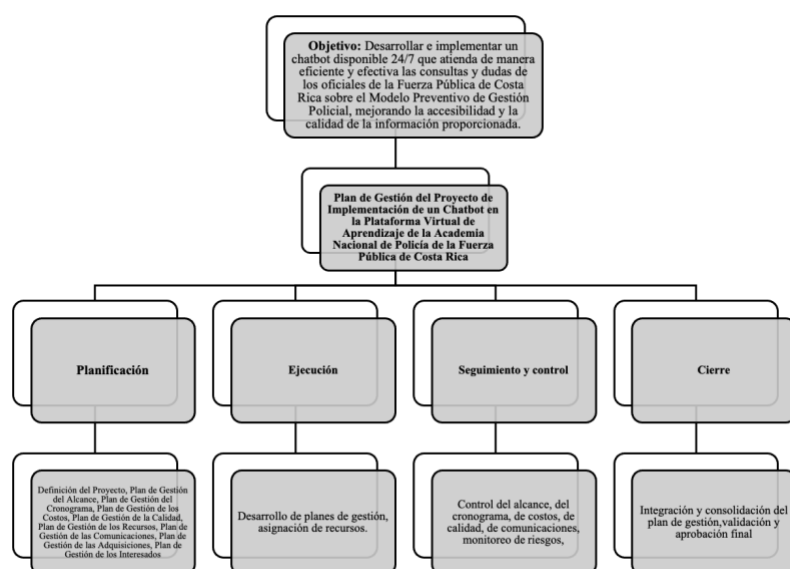 Objetivo: Desarrollar e implementar un
chatbot disponible 24/7 que atienda de manera
eficiente y efectiva las consultas y dudas de
los oficiales de la Fuerza Pública de Costa
Rica sobre el Modelo Preventivo de Gestión
Policial, mejorando la accesibilidad y la
calidad de la información proporcionada.
Plan de Gestión del Proyecto de
Implementación de un Chatbot en
la Plataforma Virtual de
Aprendizaje de la Academia
Nacional de Policía de la Fuerza
Pública de Costa Rica
Planificación
Ejecución
Seguimiento y control
Cierre
Definición del Proyecto, Plan de Gestión
del Alcance, Plan de Gestión del
Cronograma, Plan de Gestión de los
Costos, Plan de Gestión de la Calidad,
Plan de Gestión de los Recursos, Plan de
Gestión de las Comunicaciones, Plan de
Gestión de las Adquisiciones, Plan de
Gestión de los Interesados
Desarrollo de planes de gestión,
asignación de recursos.
Control del alcance, del
cronograma, de costos, de
calidad, de comunicaciones,
monitoreo de riesgos,
Integración y consolidación del
plan de gestión,validación y
aprobación final